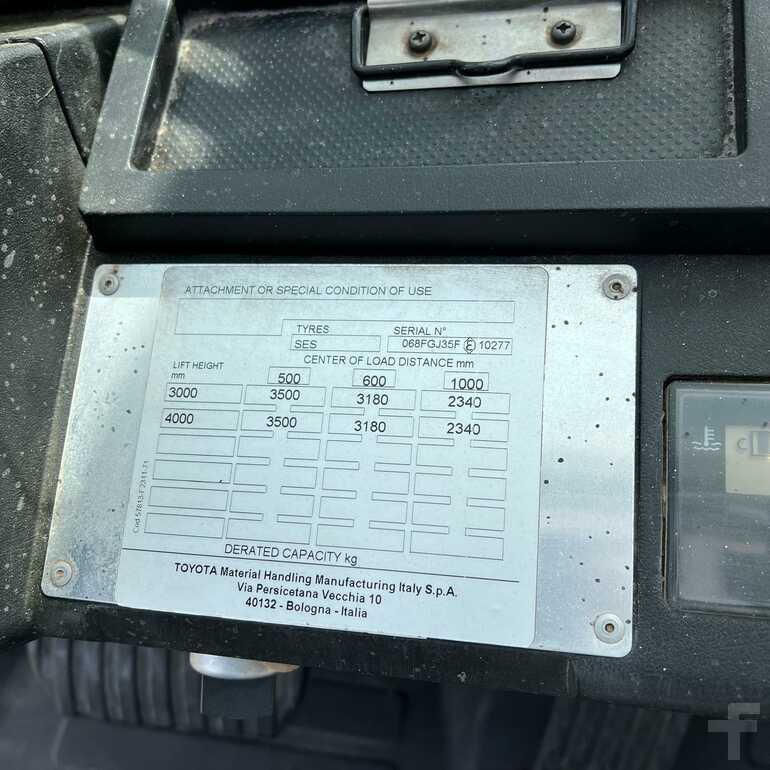 ATTACHMENT OR SPECIAL CONDITION OF USE
TYRES SERIAL N°
SES 068FGJ35F E 10277
CENTER OF LOAD DISTANCE mm
LIFT HEIGHT
mm 500 600 1000
3000 3500 3180 2340
4000 3500 3180 2340
DERATED CAPACITY kg
TOYOTA Material Handling Manufacturing Italy S.p.A.
Via Persicetana Vecchia 10
40132 - Bologna - Italia
C